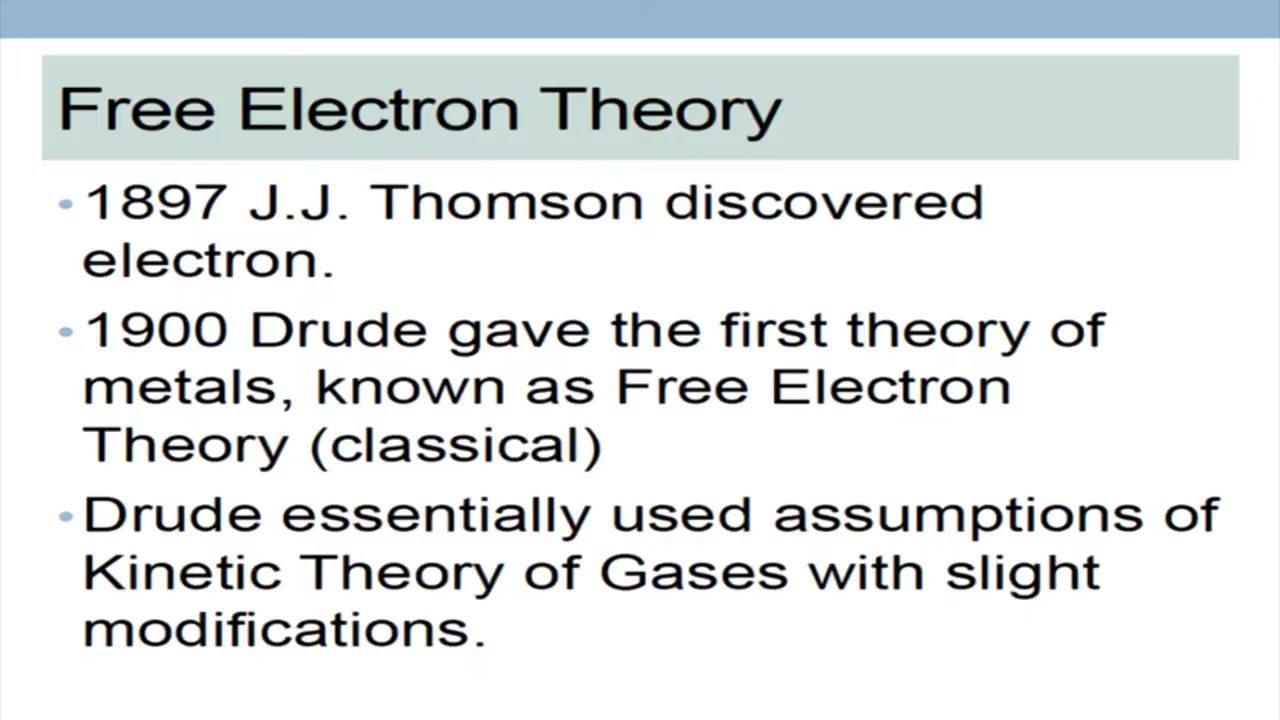 Free Electron Theory
• 1897 J.J. Thomson discovered
electron.
• 1900 Drude gave the first theory of
metals, known as Free Electron
Theory (classical)
• Drude essentially used assumptions of
Kinetic Theory of Gases with slight
modifications.